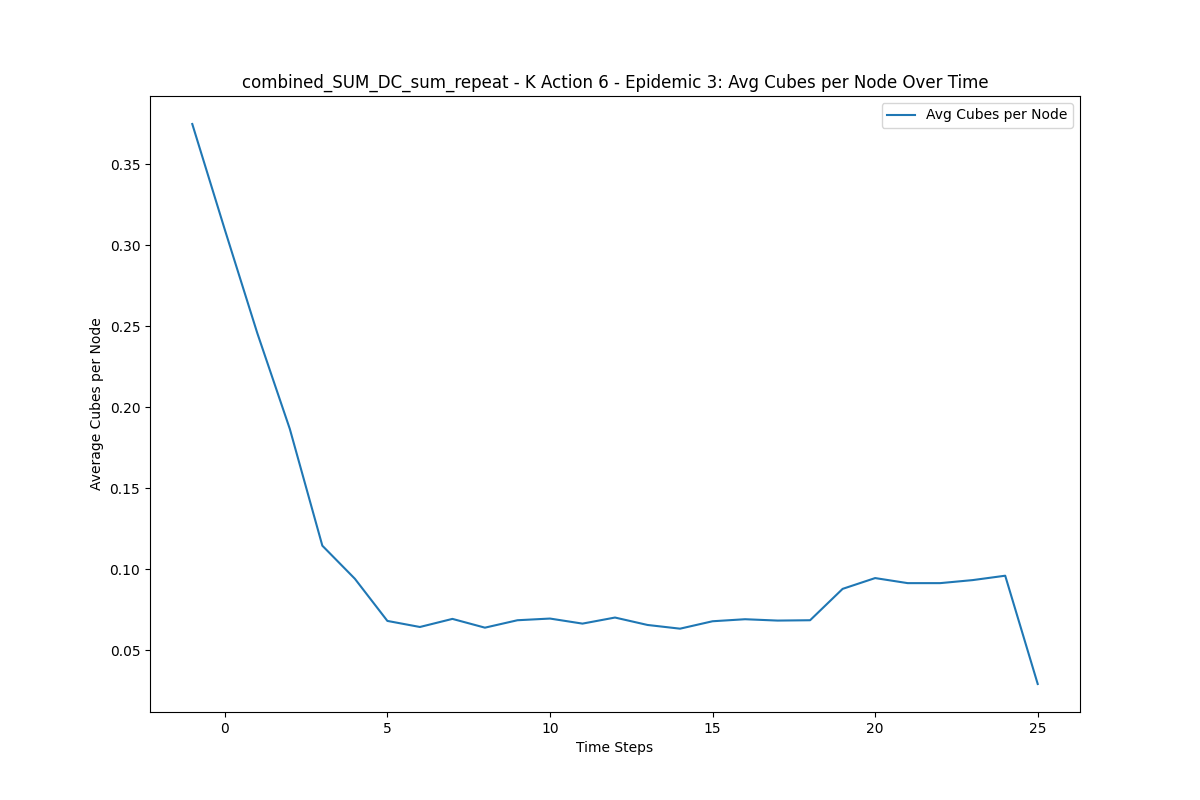 combined_SUM_DC_sum_repeat - K Action 6 - Epidemic 3: Avg Cubes per Node Over Time
Avg Cubes per Node
0.35
0.30
0.25
0.20
0.15
0.10
0.05
Average Cubes per Node
0 5 10 15 20 25
Time Steps